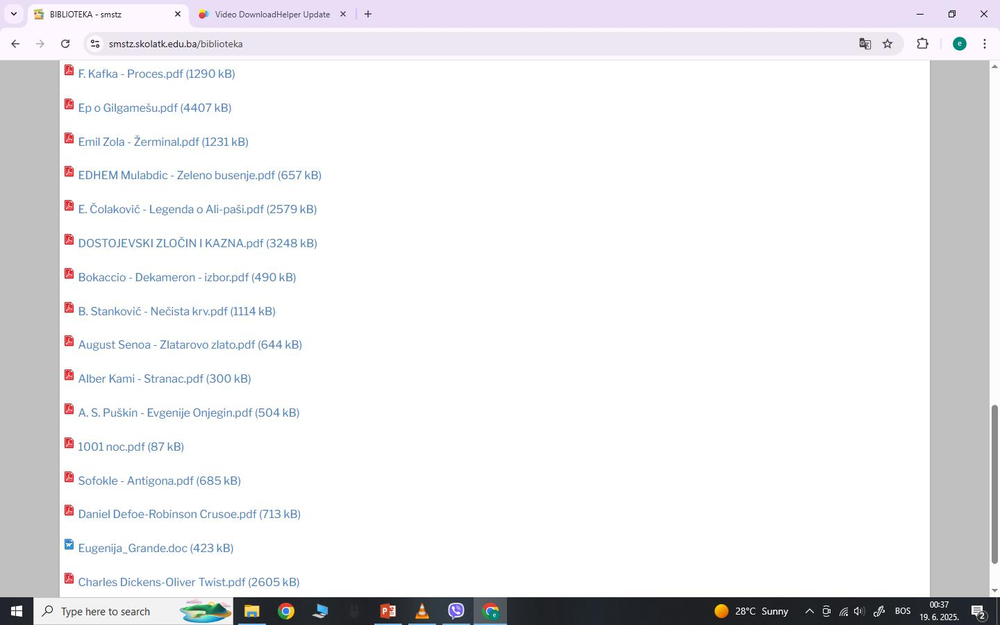 BIBLIOTEKA - smstz
Video DownloadHelper Update
smstz.skolatk.edu.ba/biblioteka
e
F. Kafka - Proces.pdf (1290 kB)
Ep o Gilgamešu.pdf (4407 kB)
Emil Zola - Žerminal.pdf (1231 kB)
EDHEM Mulabdic - Zeleno busenje.pdf (657 kB)
E. Čolaković - Legenda o Ali-paši.pdf (2579 kB)
DOSTOJEVSKI ZLOČIN I KAZNA.pdf (3248 kB)
Bokaccio - Dekameron - izbor.pdf (490 kB)
B. Stanković - Nečista krv.pdf (1114 kB)
August Senoa - Zlatarovo zlato.pdf (644 kB)
Alber Kami - Stranac.pdf (300 kB)
A. S. Puškin - Evgenije Onjegin.pdf (504 kB)
1001 noc.pdf (87 kB)
Sofokle - Antigona.pdf (685 kB)
Daniel Defoe-Robinson Crusoe.pdf (713 kB)
Eugenija_Grande.doc (423 kB)
Charles Dickens-Oliver Twist.pdf (2605 kB)
Type here to search
28°C Sunny
BOS
00:37
19. 6. 2025.
2